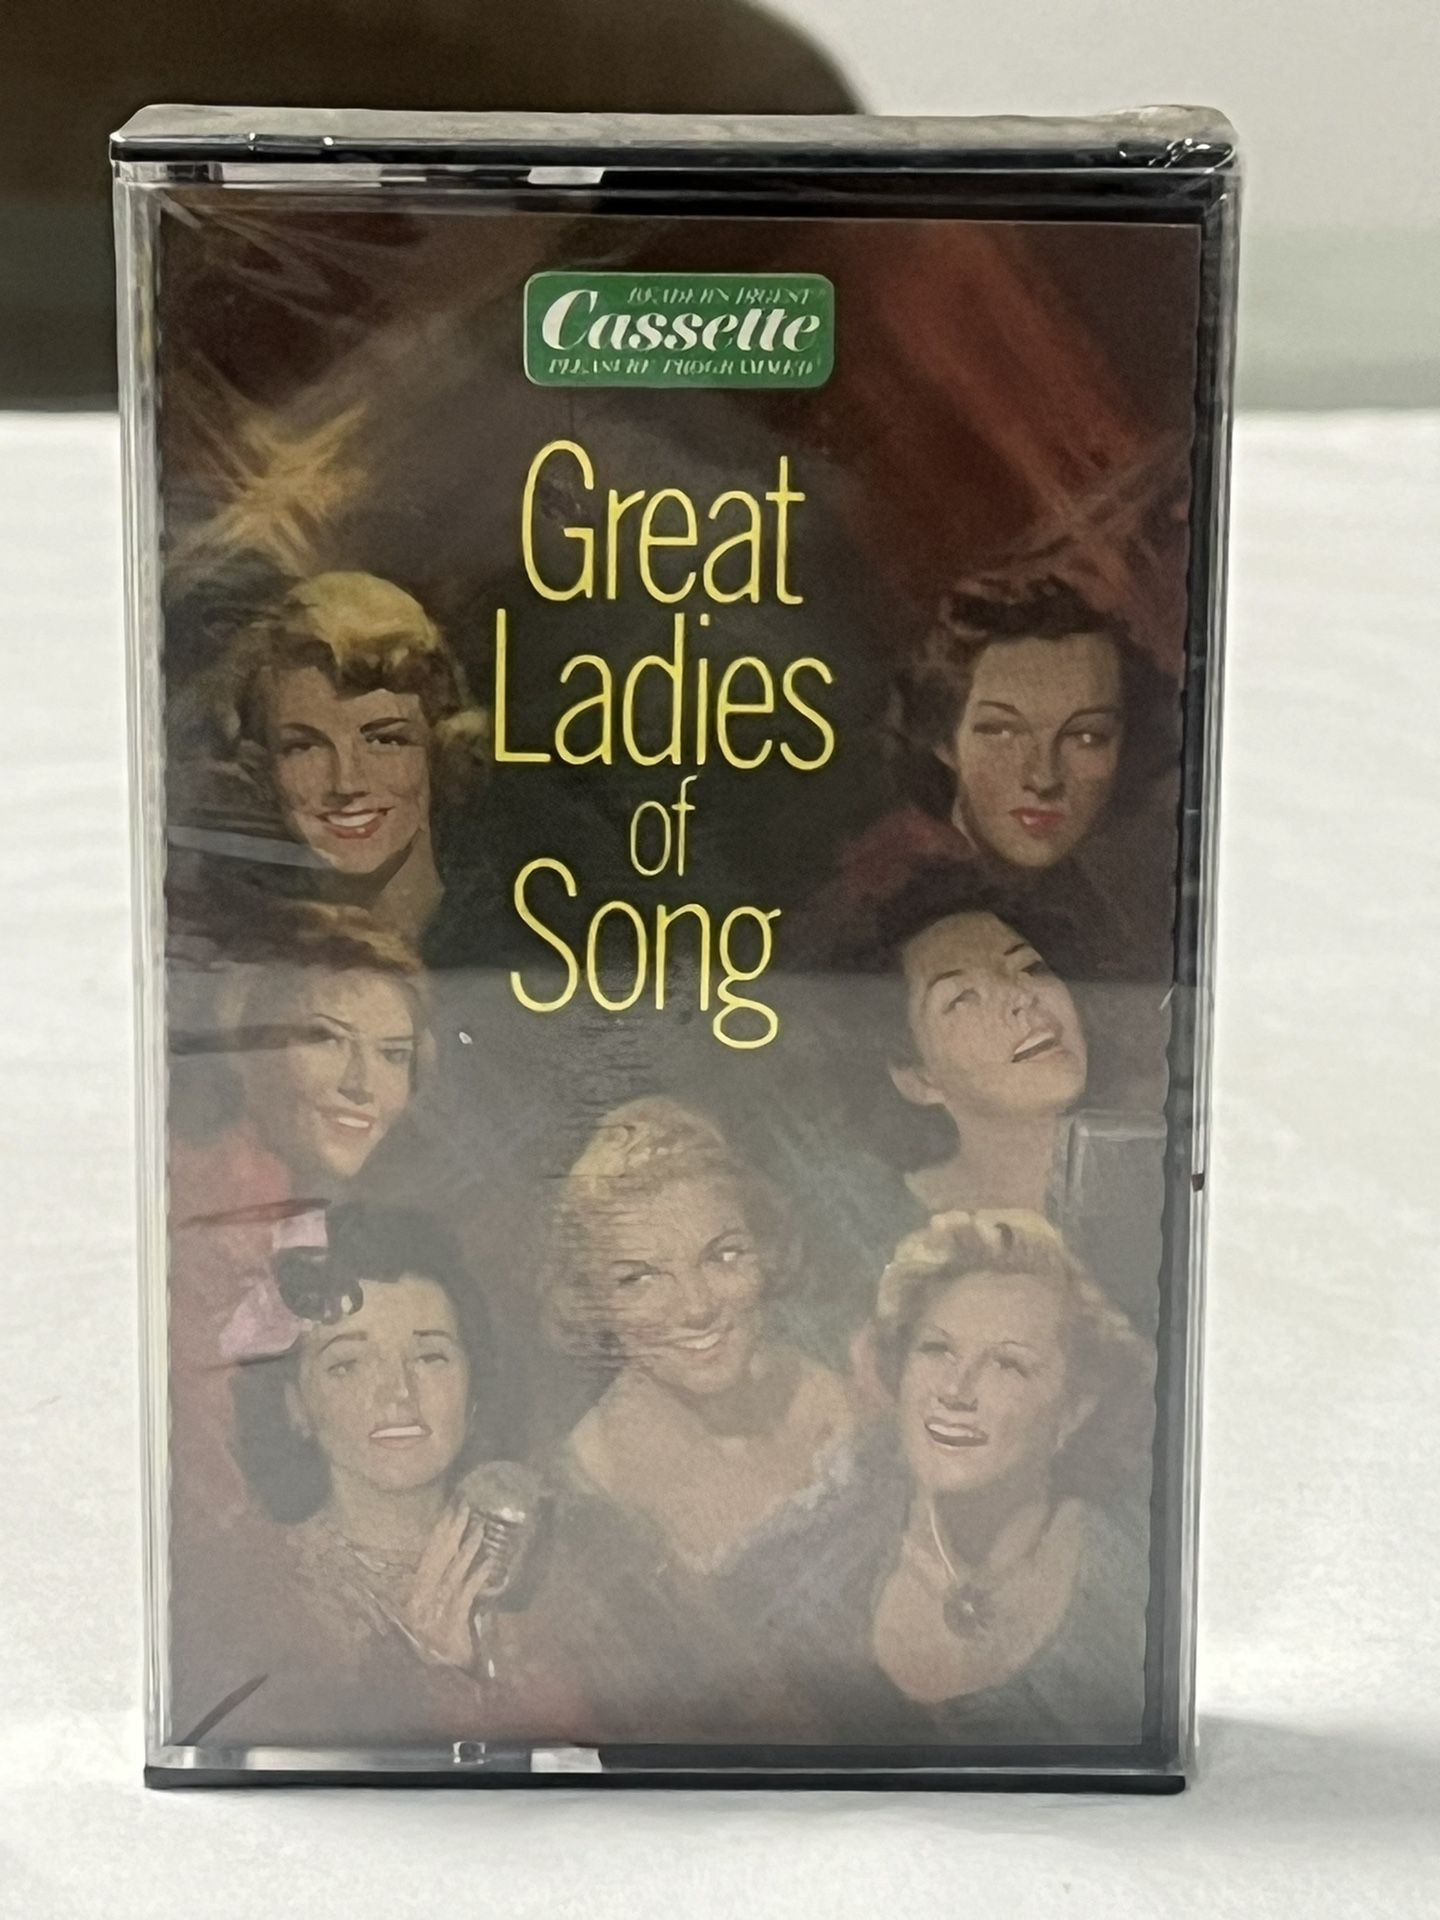 READER'S DIGEST
Cassette
PLEASURE PROGRAMMED
Great
Ladies
of
Song